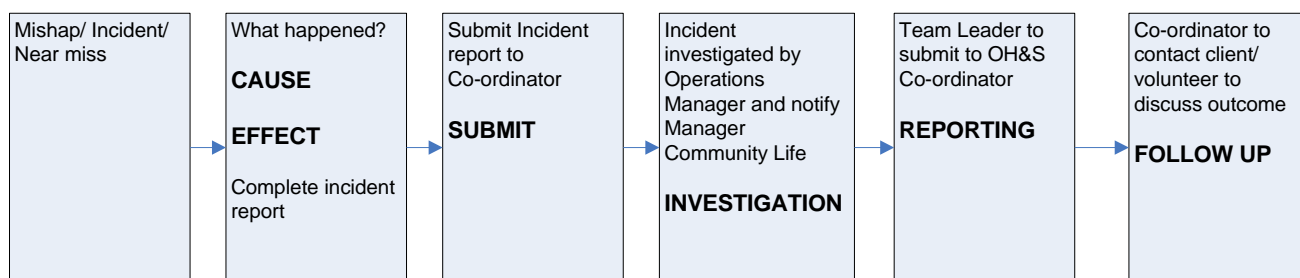 Mishap/ Incident/
Near miss
What happened?
CAUSE
EFFECT
Complete incident
report
Submit Incident
report to
Co-ordinator
SUBMIT
Incident
investigated by
Operations
Manager and notify
Manager
Community Life
INVESTIGATION
Team Leader to
submit to OH&S
Co-ordinator
REPORTING
Co-ordinator to
contact client/
volunteer to
discuss outcome
FOLLOW UP